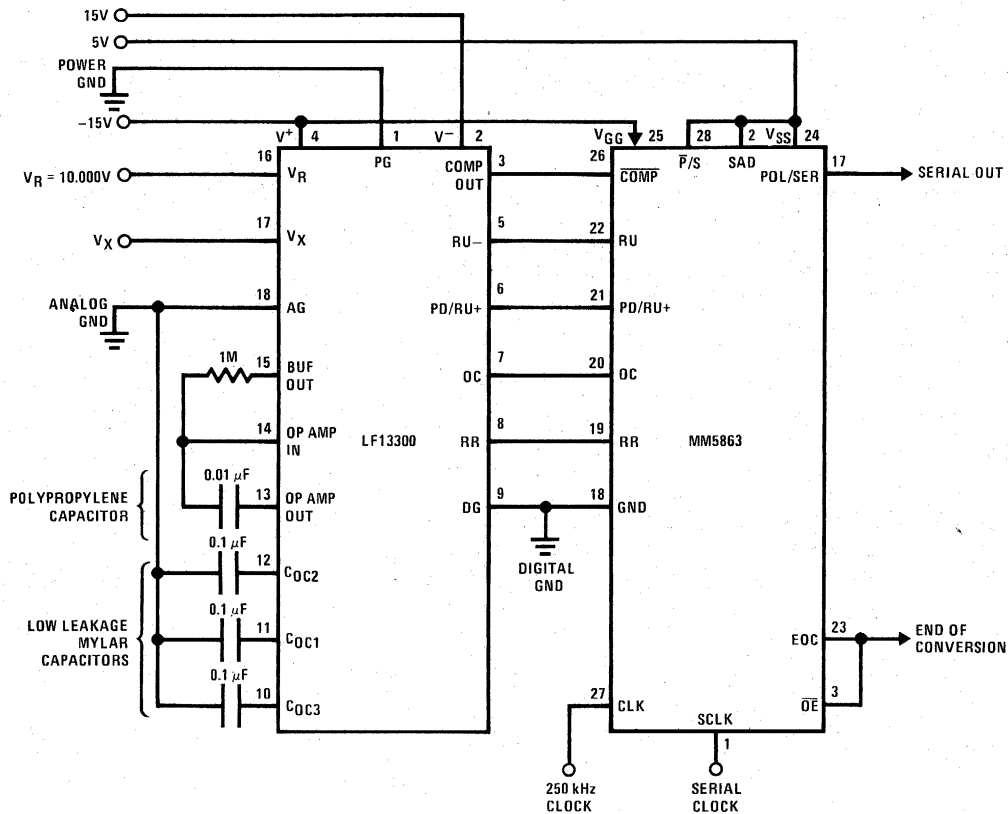 15V
5V
POWER
GND
–15V
V+ 4
1
V– 2
VGG 25
28
2
VSS 24
16
VR = 10.000V
VR
PG
COMP
OUT
3
26
COMP
P/S
SAD
POL/SER
17
SERIAL OUT
17
VX
VX
RU–
5
22
RU
ANALOG
GND
18
AG
PD/RU+
6
21
PD/RU+
1M
15
BUF
OUT
OC
7
20
OC
14
OP AMP
IN
LF13300
RR
8
19
RR
MM5863
POLYPROPYLENE
CAPACITOR
0.01 µF
13
OP AMP
OUT
DG
9
18
GND
DIGITAL
GND
0.1 µF
12
COC2
LOW LEAKAGE
MYLAR
CAPACITORS
0.1 µF
11
COC1
EOC
23
END OF
CONVERSION
0.1 µF
10
COC3
27
CLK
OE
3
SCLK
1
250 kHz
CLOCK
SERIAL
CLOCK